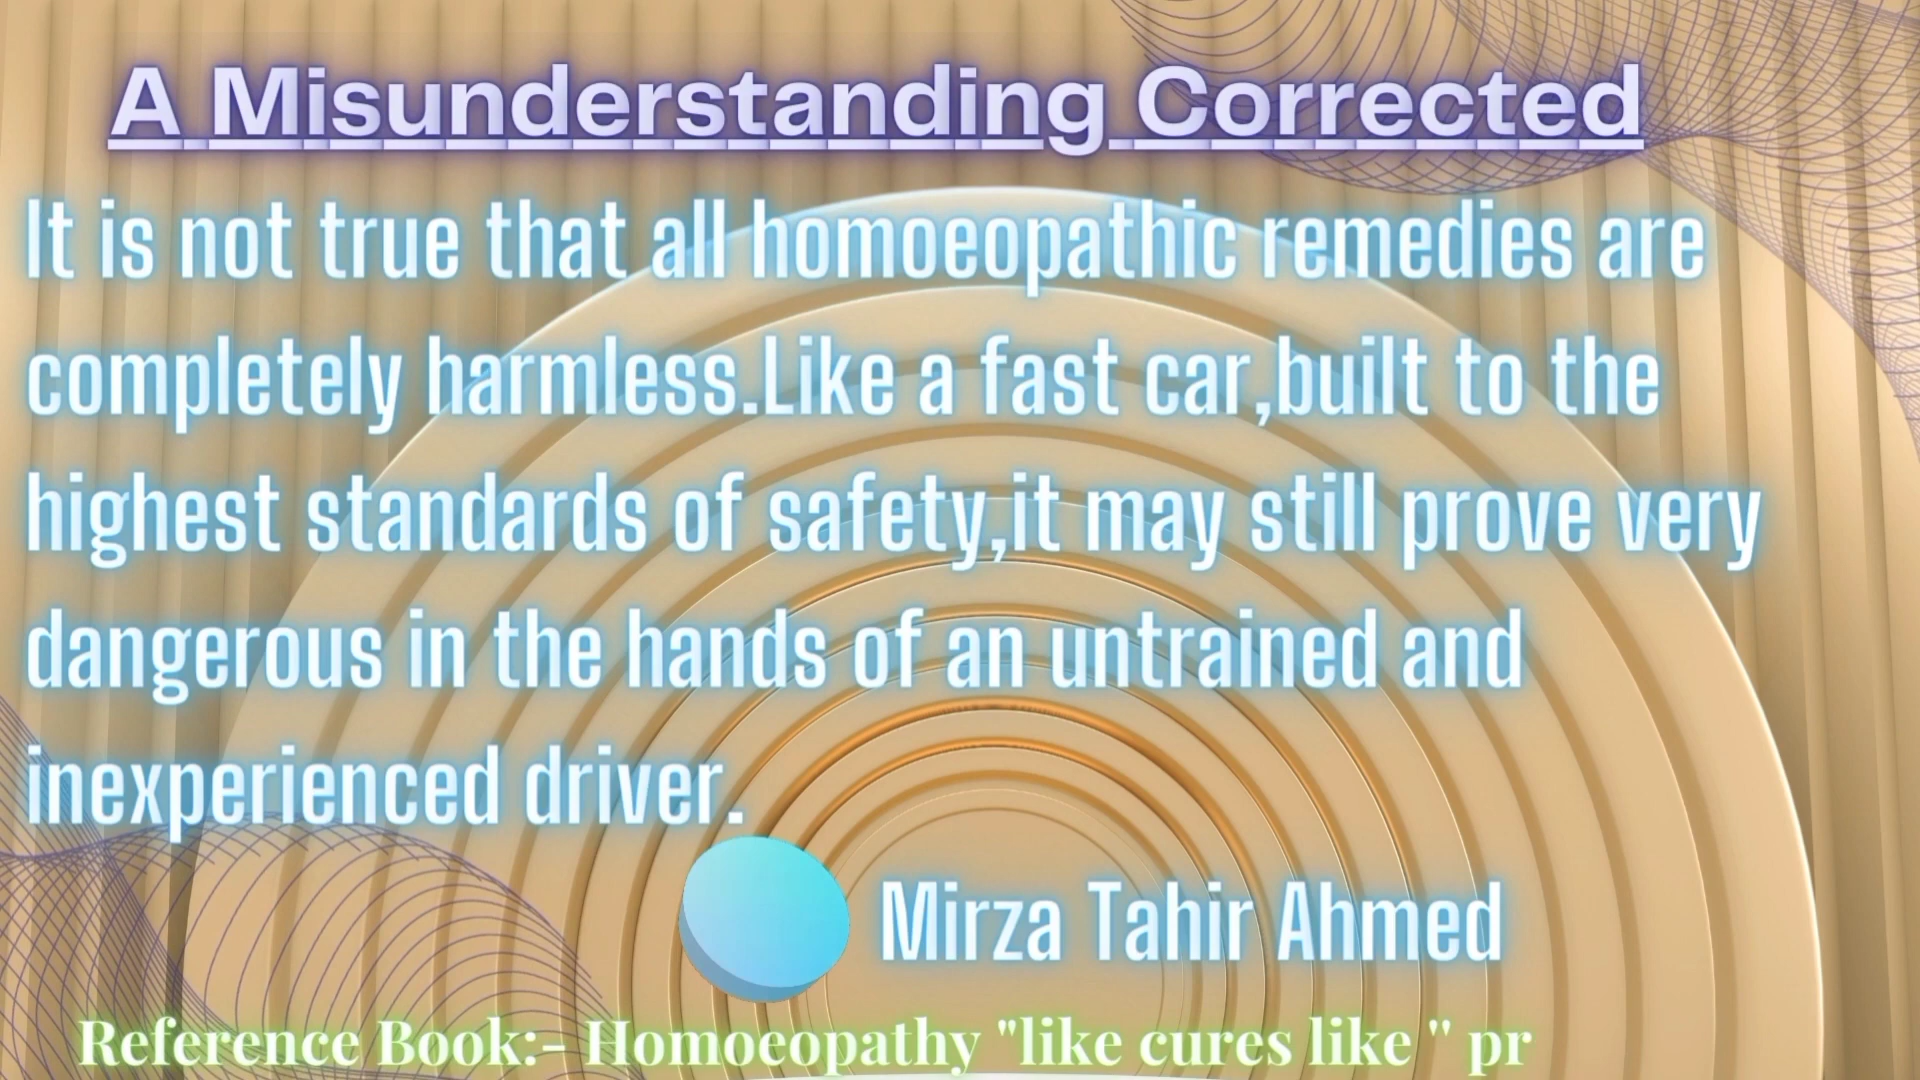 A Misunderstanding Corrected
It is not true that all homoeopathic remedies are
completely harmless.Like a fast car,built to the
highest standards of safety,it may still prove very
dangerous in the hands of an untrained and
inexperienced driver.
Mirza Tahir Ahmed
Reference Book:- Homoeopathy "like cures like " pr